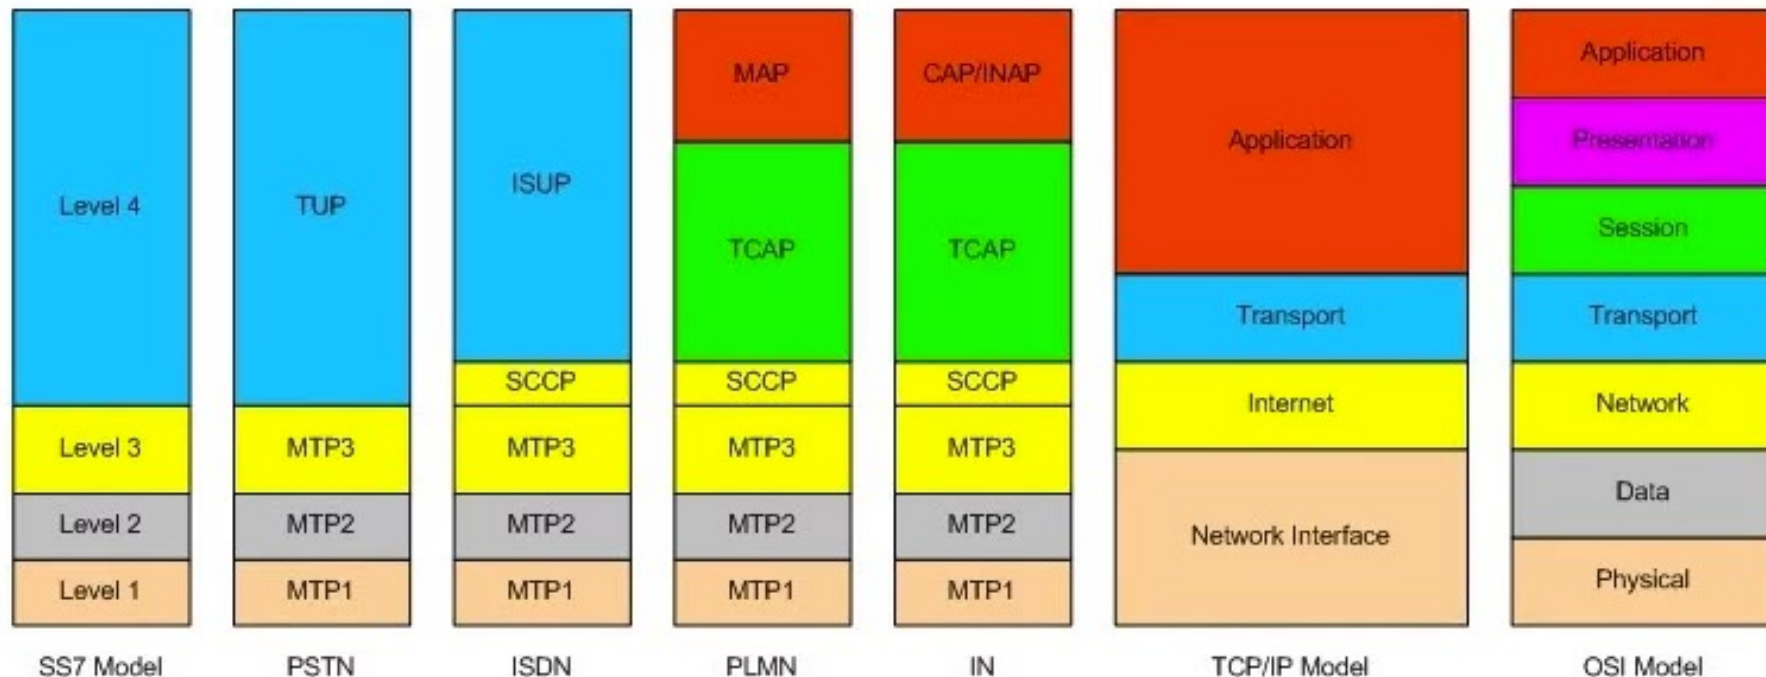 Level 4
Level 3
Level 2
Level 1
SS7 Model
TUP
MTP3
MTP2
MTP1
PSTN
ISUP
SCCP
MTP3
MTP2
MTP1
ISDN
MAP
TCAP
SCCP
MTP3
MTP2
MTP1
PLMN
CAP/INAP
TCAP
SCCP
MTP3
MTP2
MTP1
IN
Application
Transport
Internet
Network Interface
TCP/IP Model
Application
Presentation
Session
Transport
Network
Data
Physical
OSI Model